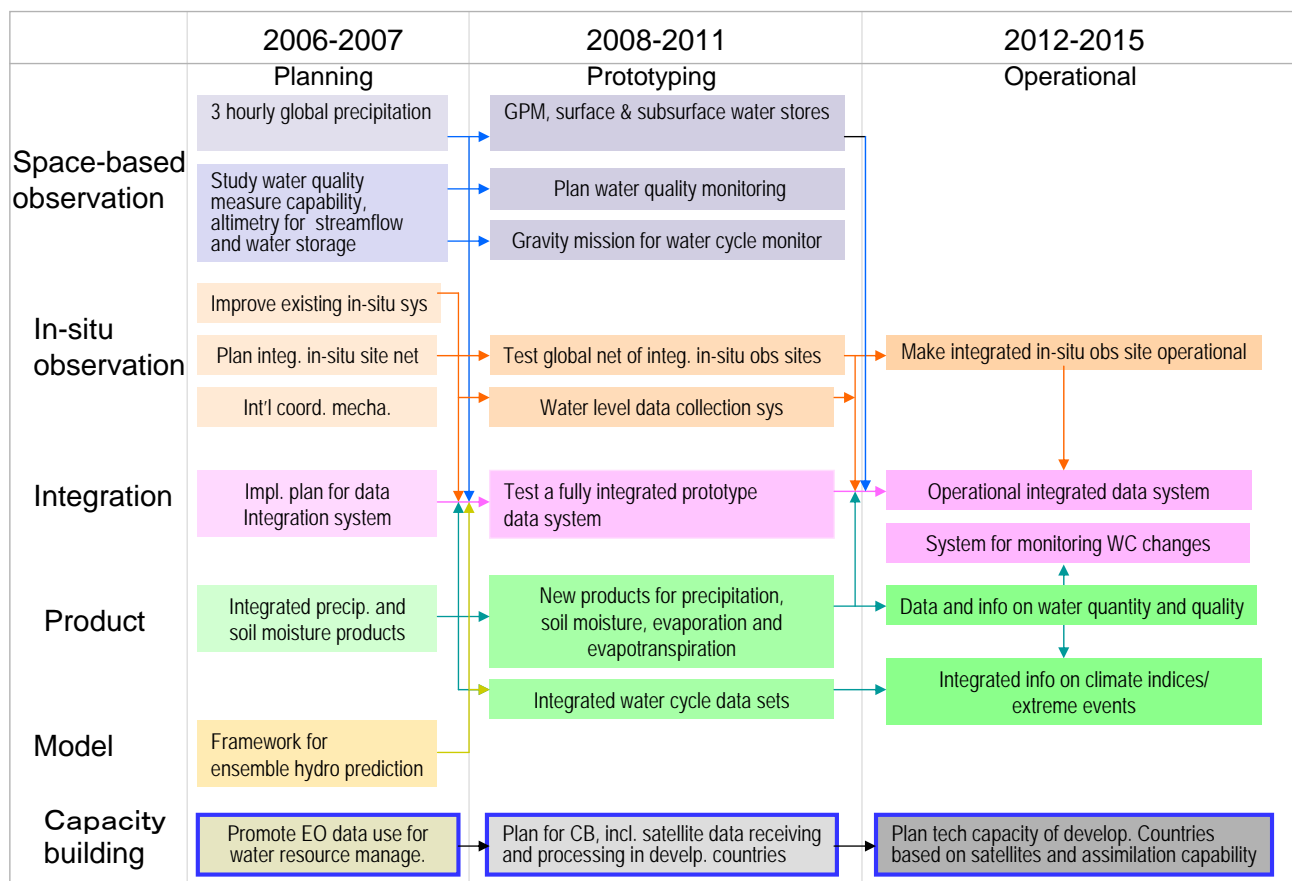 2006-2007
2008-2011
2012-2015
Planning
Prototyping
Operational
Space-based
observation
3 hourly global precipitation
GPM, surface & subsurface water stores
Study water quality
measure capability,
altimetry for streamflow
and water storage
Plan water quality monitoring
Gravity mission for water cycle monitor
In-situ
observation
Improve existing in-situ sys
Plan integ. in-situ site net
Test global net of integ. in-situ obs sites
Make integrated in-situ obs site operational
Int'l coord. mecha.
Water level data collection sys
Integration
Impl. plan for data
Integration system
Test a fully integrated prototype
data system
Operational integrated data system
System for monitoring WC changes
Product
Integrated precip. and
soil moisture products
New products for precipitation,
soil moisture, evaporation and
evapotranspiration
Data and info on water quantity and quality
Integrated water cycle data sets
Integrated info on climate indices/
extreme events
Model
Framework for
ensemble hydro prediction
Capacity
building
Promote EO data use for
water resource manage.
Plan for CB, incl. satellite data receiving
and processing in develp. countries
Plan tech capacity of develop. Countries
based on satellites and assimilation capability